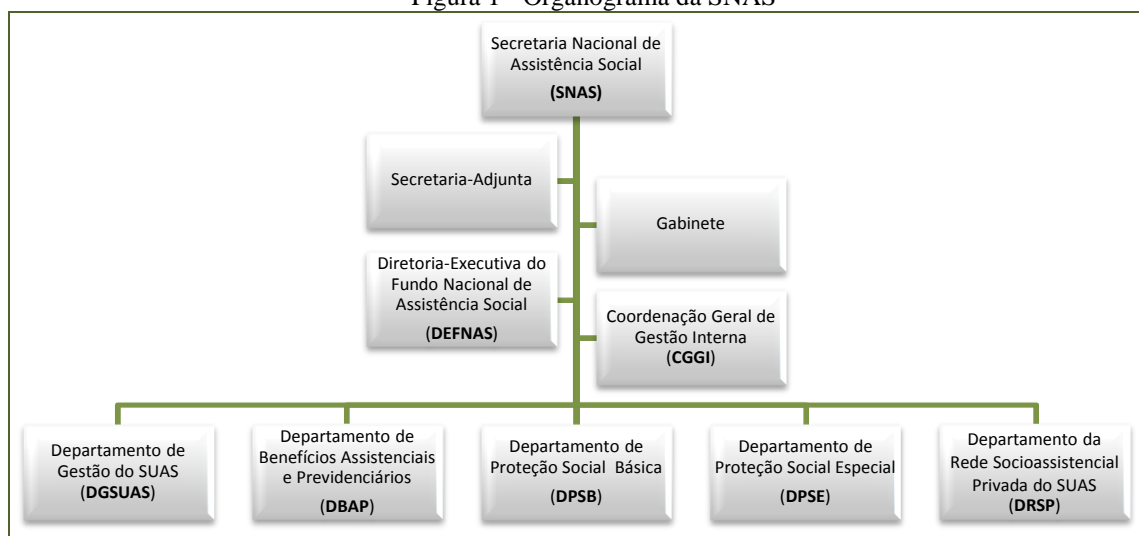 Figura 1 - Organograma da SNAS
Secretaria Nacional de
Assistência Social
(SNAS)
Secretaria-Adjunta
Gabinete
Diretoria-Executiva do
Fundo Nacional de
Assistência Social
(DEFNAS)
Coordenação Geral de
Gestão Interna
(CGGI)
Departamento de
Gestão do SUAS
(DGSUAS)
Departamento de
Benefícios Assistenciais
e Previdenciários
(DBAP)
Departamento de
Proteção Social Básica
(DPSB)
Departamento de
Proteção Social Especial
(DPSE)
Departamento da
Rede Socioassistencial
Privada do SUAS
(DRSP)